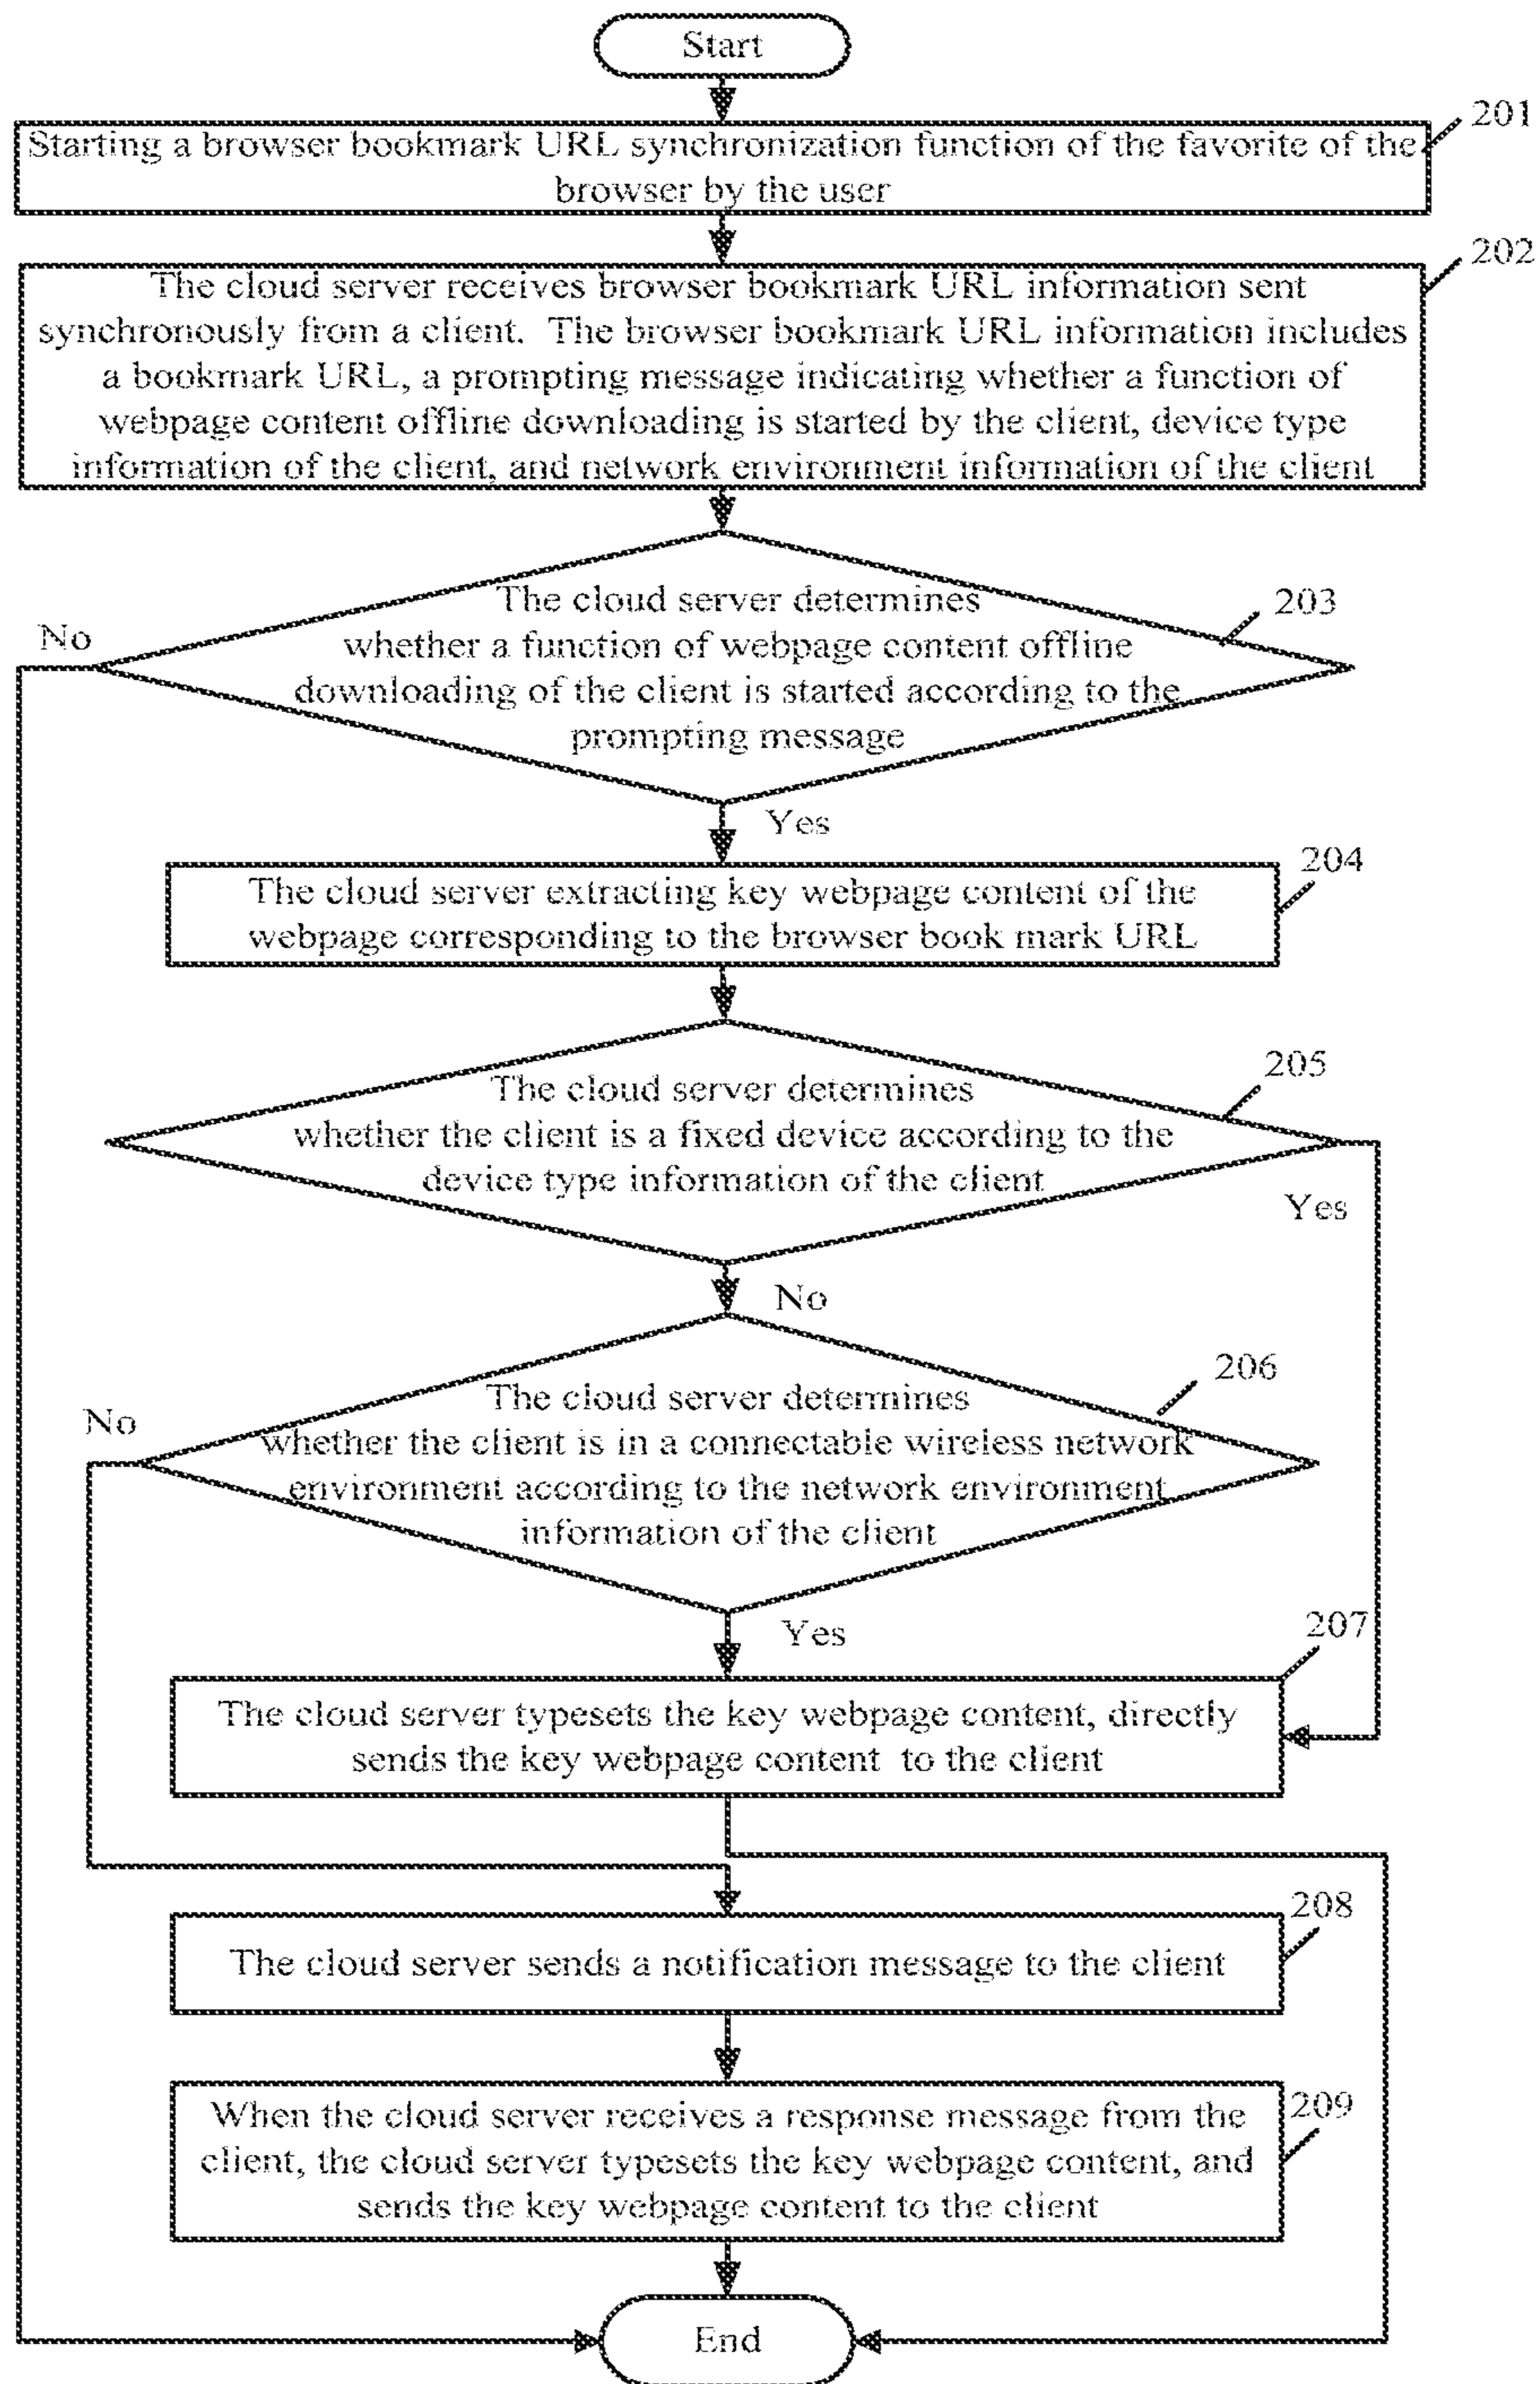 Start
201
Starting a browser bookmark URL synchronization function of the favorite of the
browser by the user
202
The cloud server receives browser bookmark URL information sent
synchronously from a client. The browser bookmark URL information includes
a bookmark URL, a prompting message indicating whether a function of
webpage content offline downloading is started by the client, device type
information of the client, and network environment information of the client
203
The cloud server determines
No
whether a function of webpage content offline
downloading of the client is started according to the
prompting message
Yes
204
The cloud server extracting key webpage content of the
webpage corresponding to the browser book mark URL
205
The cloud server determines
whether the client is a fixed device according to the
device type information of the client
Yes
No
206
The cloud server determines
No
whether the client is in a connectable wireless network
environment according to the network environment
information of the client
Yes
207
The cloud server typesets the key webpage content, directly
sends the key webpage content to the client
208
The cloud server sends a notification message to the client
209
When the cloud server receives a response message from the
client, the cloud server typesets the key webpage content, and
sends the key webpage content to the client
End